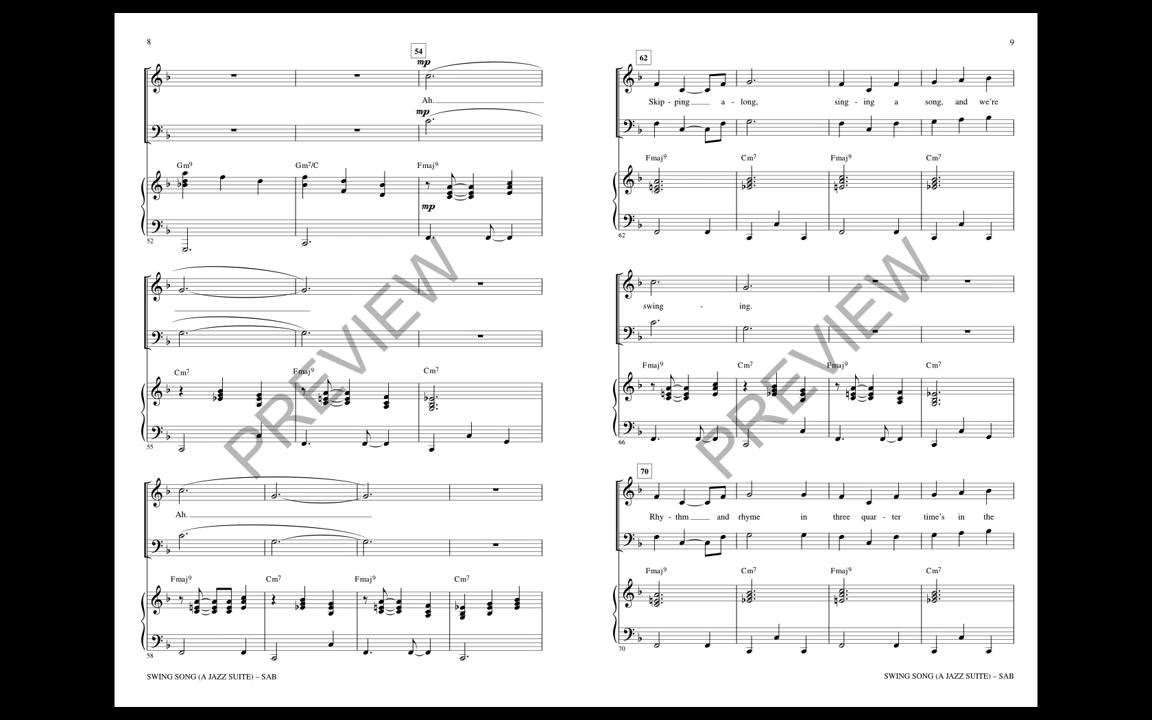 8
54
mp
Ah.
mp
Gm9 Gm7/C Fmaj9
mp
52
Cm7 Fmaj9 Cm7
55
Ah.
Fmaj9 Cm7 Fmaj9 Cm7
58
SWING SONG (A JAZZ SUITE) – SAB
9
62
Skip - ping a - long, sing - ing a song, and we're
Fmaj9 Cm7 Fmaj9 Cm7
62
swing - ing.
Fmaj9 Cm7 Fmaj9 Cm7
66
70
Rhy - thm and rhyme in three quar - ter time's in the
Fmaj9 Cm7 Fmaj9 Cm7
70
SWING SONG (A JAZZ SUITE) – SAB
PREVIEW
PREVIEW